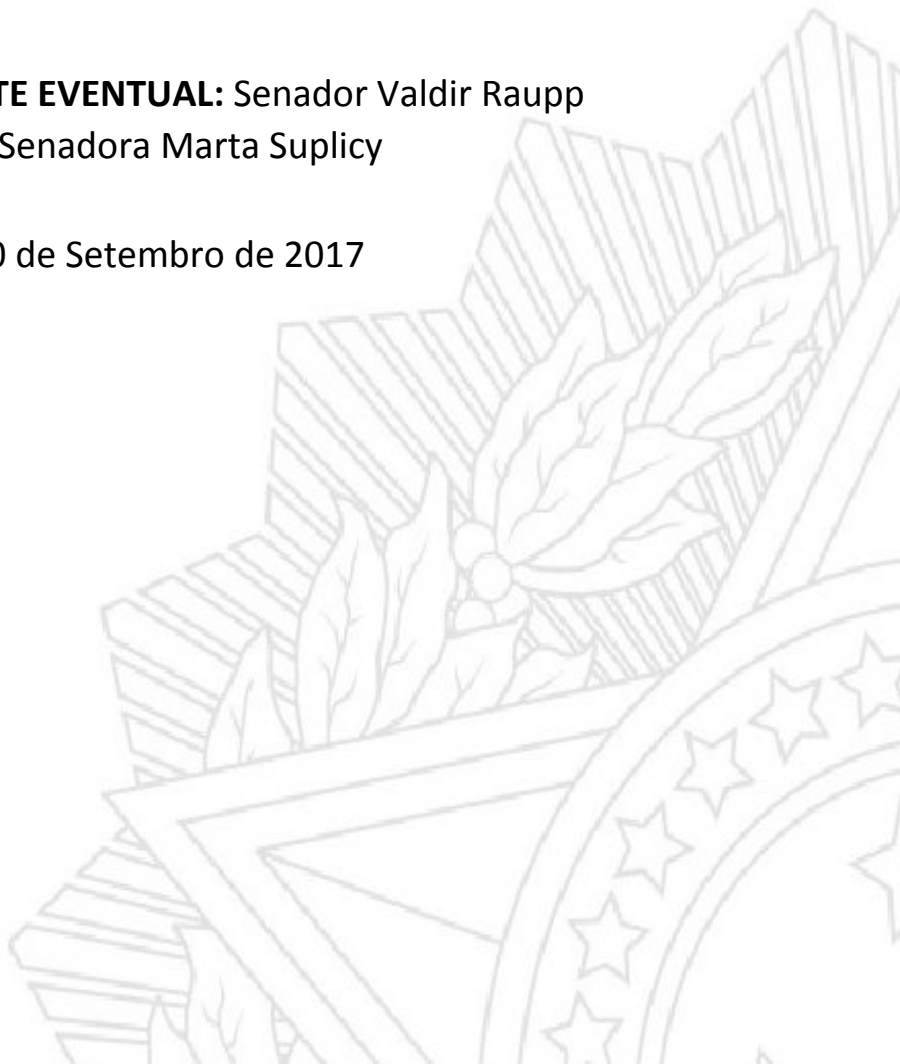 TE EVENTUAL: Senador Valdir Raupp
Senadora Marta Suplicy
0 de Setembro de 2017